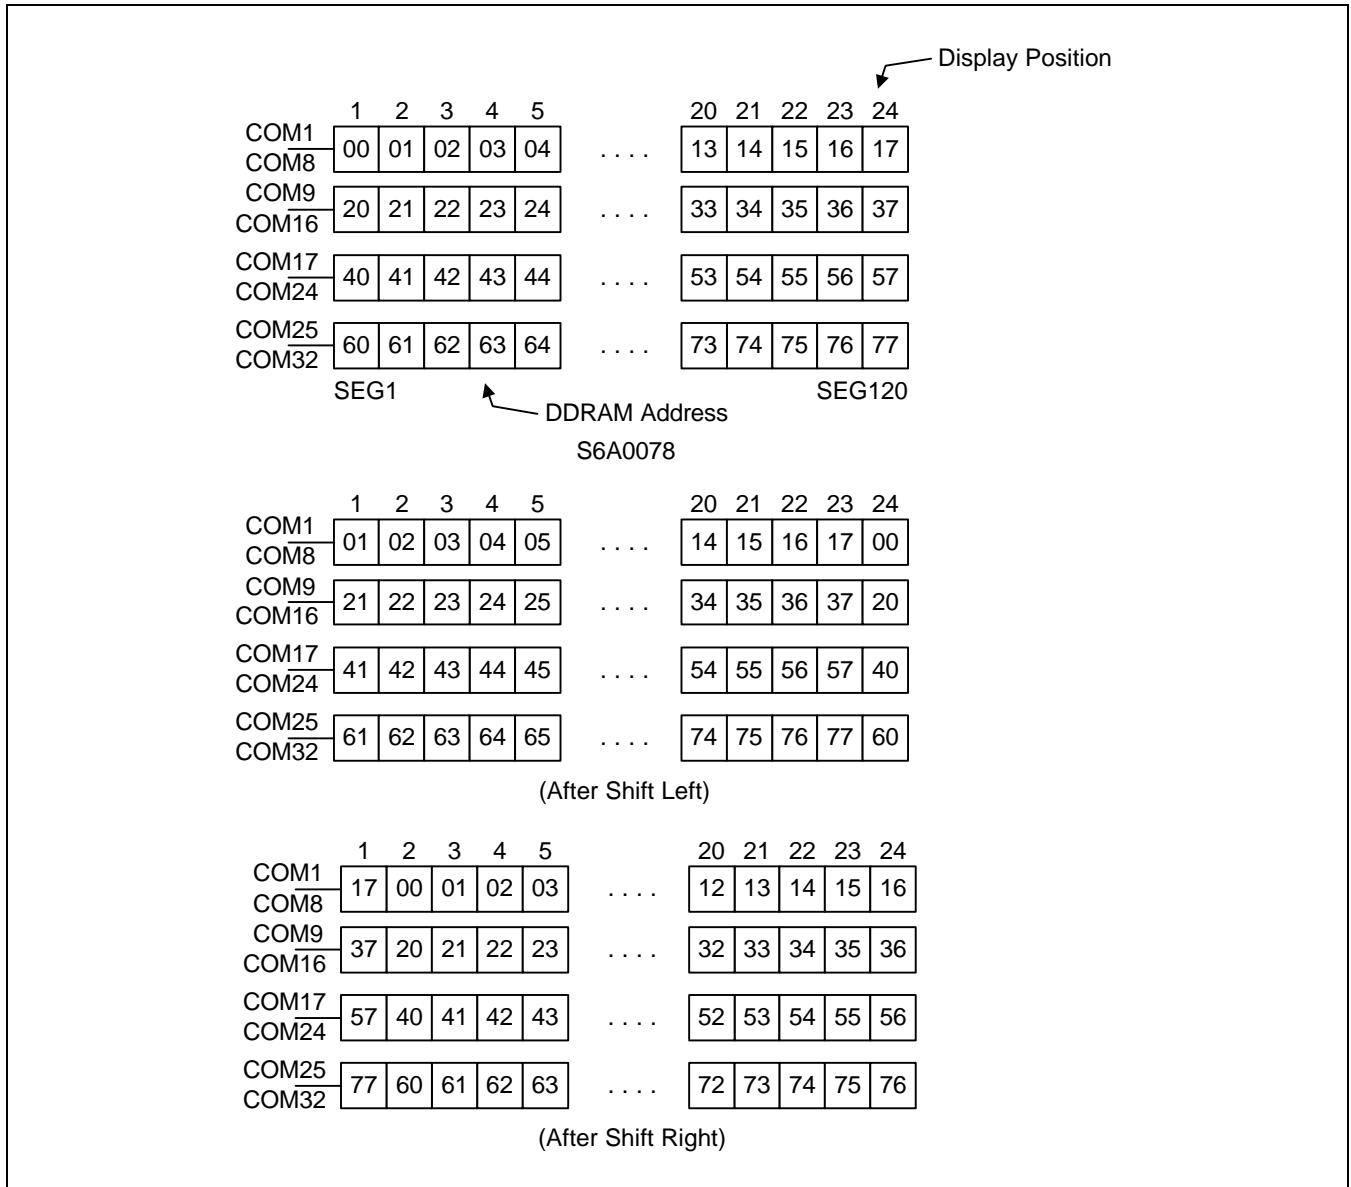 Display Position
1 2 3 4 5 20 21 22 23 24
COM1
COM8
00 01 02 03 04 . . . . 13 14 15 16 17
COM9
COM16
20 21 22 23 24 . . . . 33 34 35 36 37
COM17
COM24
40 41 42 43 44 . . . . 53 54 55 56 57
COM25
COM32
60 61 62 63 64 . . . . 73 74 75 76 77
SEG1 SEG120
DDRAM Address
S6A0078
1 2 3 4 5 20 21 22 23 24
COM1
COM8
01 02 03 04 05 . . . . 14 15 16 17 00
COM9
COM16
21 22 23 24 25 . . . . 34 35 36 37 20
COM17
COM24
41 42 43 44 45 . . . . 54 55 56 57 40
COM25
COM32
61 62 63 64 65 . . . . 74 75 76 77 60
(After Shift Left)
1 2 3 4 5 20 21 22 23 24
COM1
COM8
17 00 01 02 03 . . . . 12 13 14 15 16
COM9
COM16
37 20 21 22 23 . . . . 32 33 34 35 36
COM17
COM24
57 40 41 42 43 . . . . 52 53 54 55 56
COM25
COM32
77 60 61 62 63 . . . . 72 73 74 75 76
(After Shift Right)